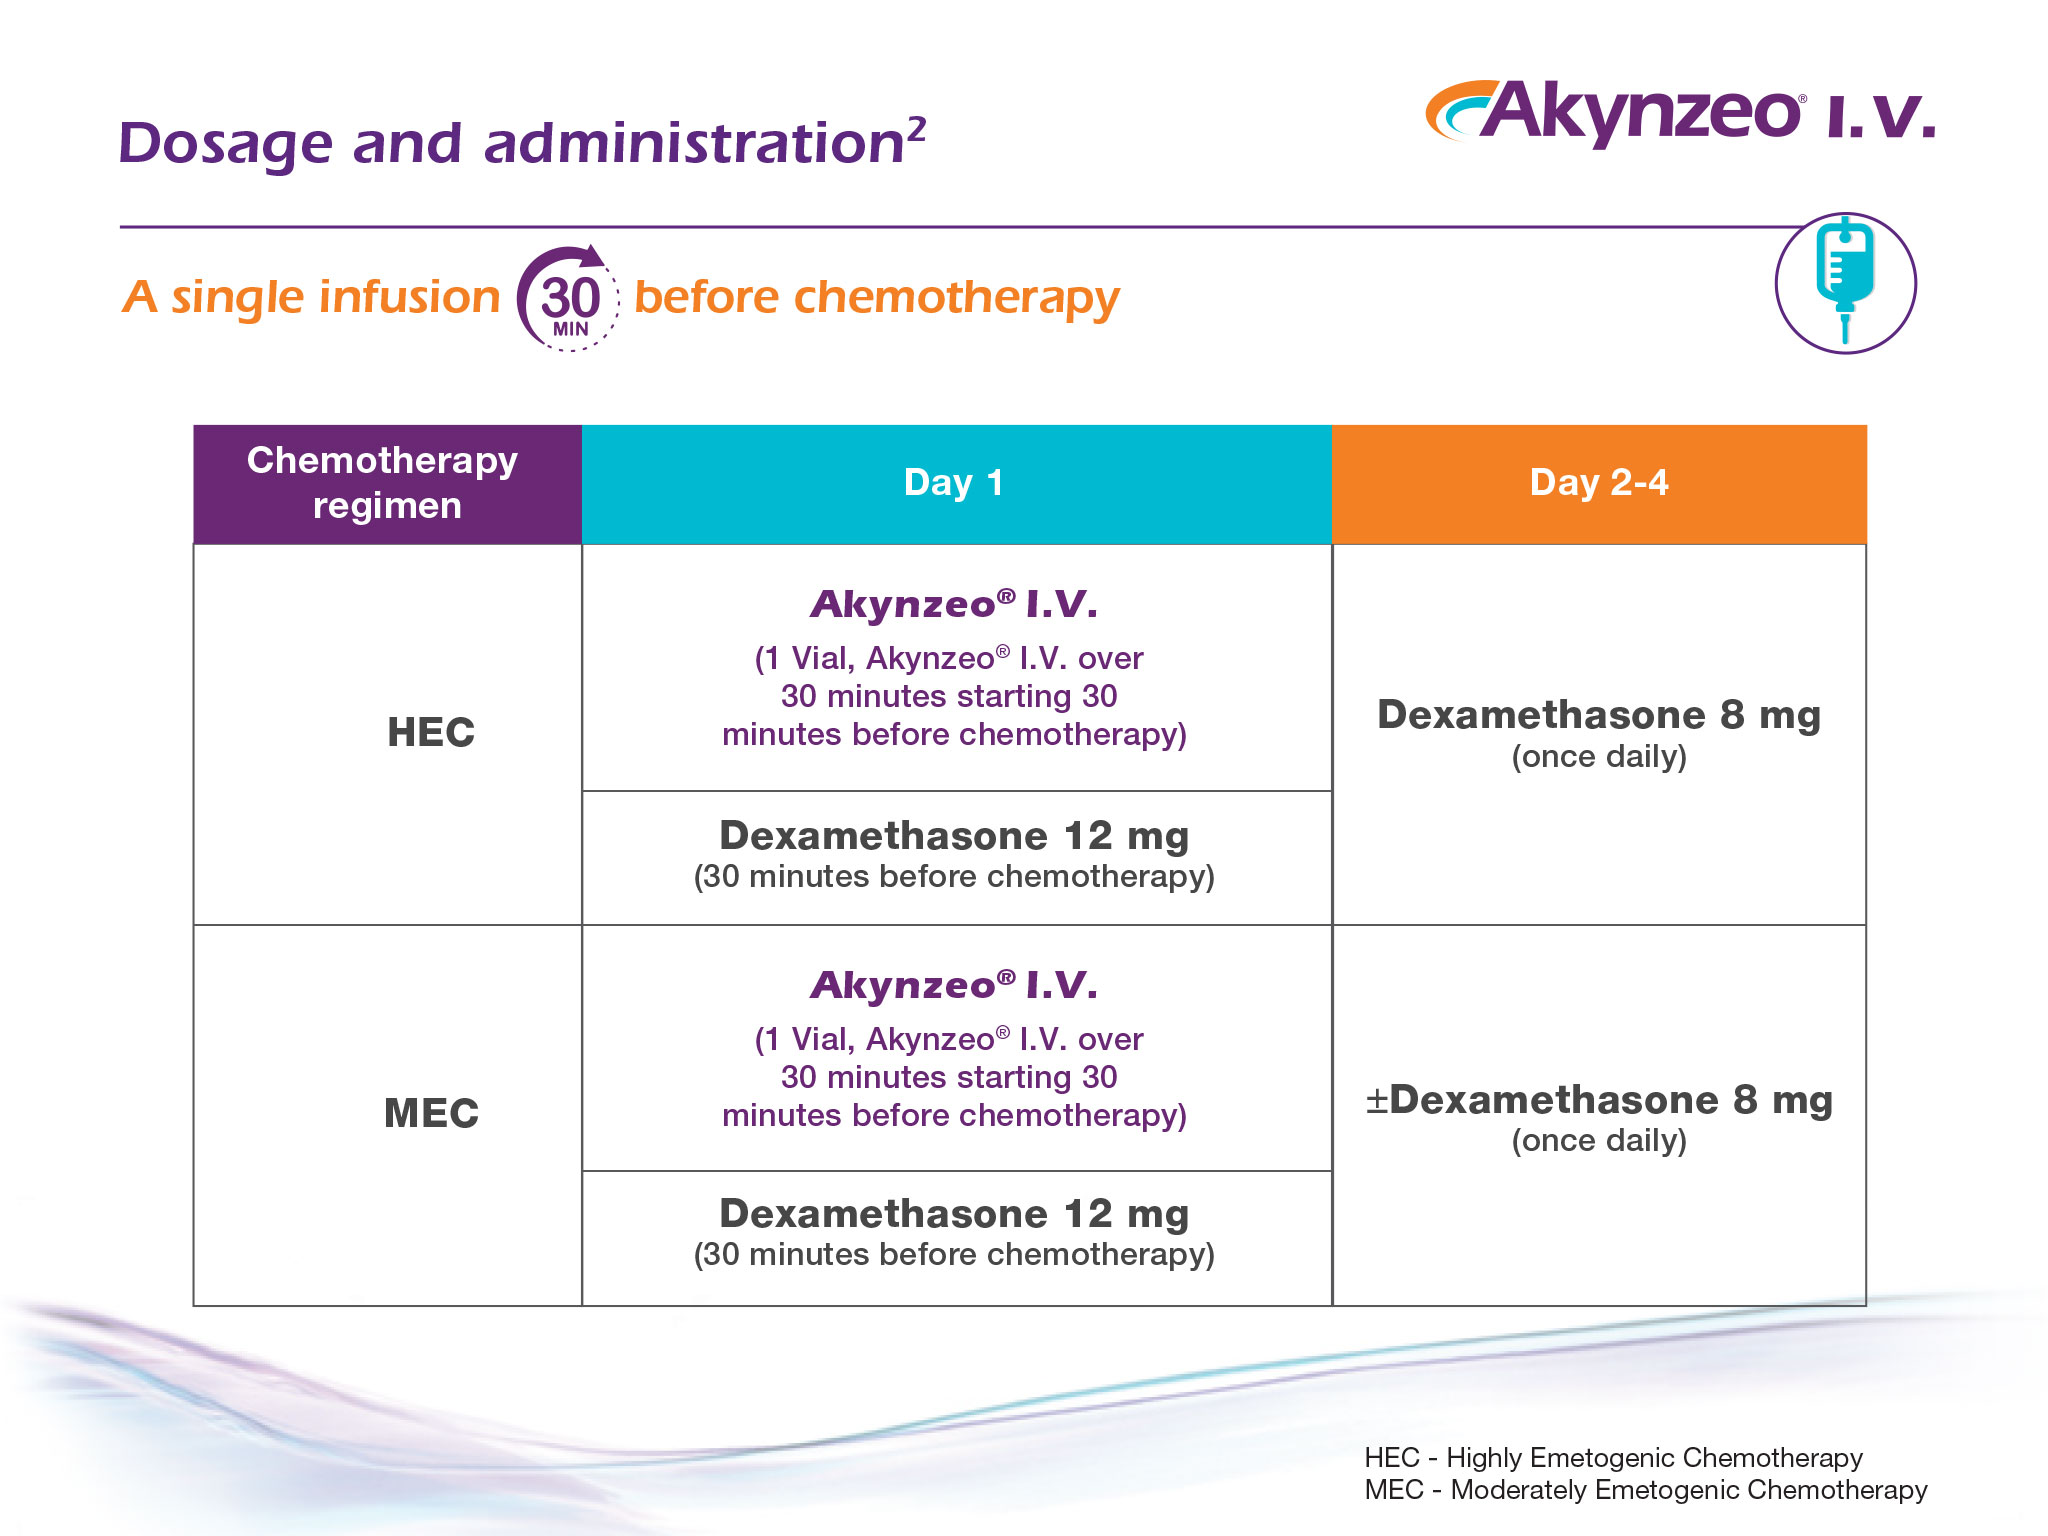 Dosage and administration²
Akynzeo® I.V.
A single infusion 30 MIN before chemotherapy
Chemotherapy
regimen
Day 1
Day 2-4
HEC
Akynzeo® I.V.
(1 Vial, Akynzeo® I.V. over
30 minutes starting 30
minutes before chemotherapy)
Dexamethasone 12 mg
(30 minutes before chemotherapy)
Dexamethasone 8 mg
(once daily)
MEC
Akynzeo® I.V.
(1 Vial, Akynzeo® I.V. over
30 minutes starting 30
minutes before chemotherapy)
Dexamethasone 12 mg
(30 minutes before chemotherapy)
±Dexamethasone 8 mg
(once daily)
HEC - Highly Emetogenic Chemotherapy
MEC - Moderately Emetogenic Chemotherapy